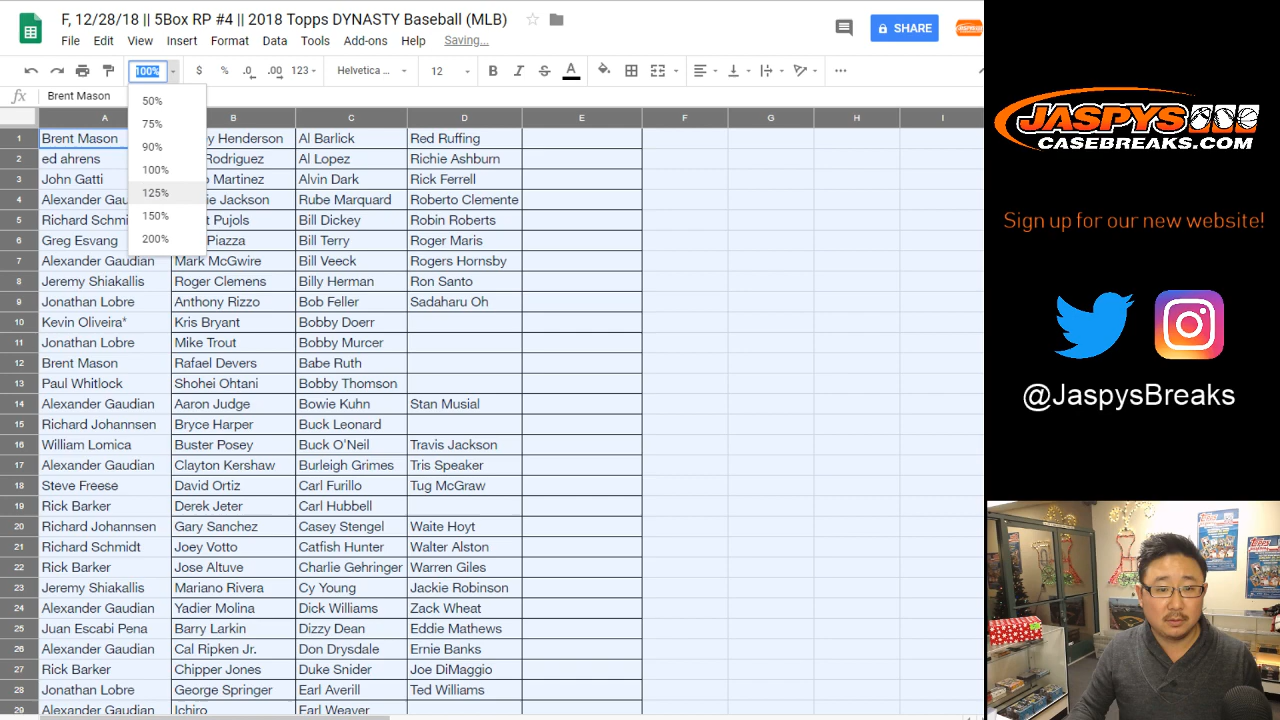 F, 12/28/18 || 5Box RP #4 || 2018 Topps DYNASTY Baseball (MLB)
File Edit View Insert Format Data Tools Add-ons Help Saving...
SHARE
100% $ % .0 .00 123 Helvetica ... 12 B I S A
fx Brent Mason
50%
75%
90%
100%
125%
150%
200%
A B C D E F G H I
1 Brent Mason y Henderson Al Barlick Red Ruffing
2 ed ahrens Rodriguez Al Lopez Richie Ashburn
3 John Gatti o Martinez Alvin Dark Rick Ferrell
4 Alexander Gau ie Jackson Rube Marquard Roberto Clemente
5 Richard Schmi t Pujols Bill Dickey Robin Roberts
6 Greg Esvang Piazza Bill Terry Roger Maris
7 Alexander Gaudian Mark McGwire Bill Veeck Rogers Hornsby
8 Jeremy Shiakallis Roger Clemens Billy Herman Ron Santo
9 Jonathan Lobre Anthony Rizzo Bob Feller Sadaharu Oh
10 Kevin Oliveira* Kris Bryant Bobby Doerr
11 Jonathan Lobre Mike Trout Bobby Murcer
12 Brent Mason Rafael Devers Babe Ruth
13 Paul Whitlock Shohei Ohtani Bobby Thomson
14 Alexander Gaudian Aaron Judge Bowie Kuhn Stan Musial
15 Richard Johannsen Bryce Harper Buck Leonard
16 William Lomica Buster Posey Buck O'Neil Travis Jackson
17 Alexander Gaudian Clayton Kershaw Burleigh Grimes Tris Speaker
18 Steve Freese David Ortiz Carl Furillo Tug McGraw
19 Rick Barker Derek Jeter Carl Hubbell
20 Richard Johannsen Gary Sanchez Casey Stengel Waite Hoyt
21 Richard Schmidt Joey Votto Catfish Hunter Walter Alston
22 Rick Barker Jose Altuve Charlie Gehringer Warren Giles
23 Jeremy Shiakallis Mariano Rivera Cy Young Jackie Robinson
24 Alexander Gaudian Yadier Molina Dick Williams Zack Wheat
25 Juan Escabi Pena Barry Larkin Dizzy Dean Eddie Mathews
26 Alexander Gaudian Cal Ripken Jr. Don Drysdale Ernie Banks
27 Rick Barker Chipper Jones Duke Snider Joe DiMaggio
28 Jonathan Lobre George Springer Earl Averill Ted Williams
29 Alexander Gaudian Ichiro Earl Weaver
JASPYS
CASEBREAKS.COM
Sign up for our new website!
@JaspysBreaks